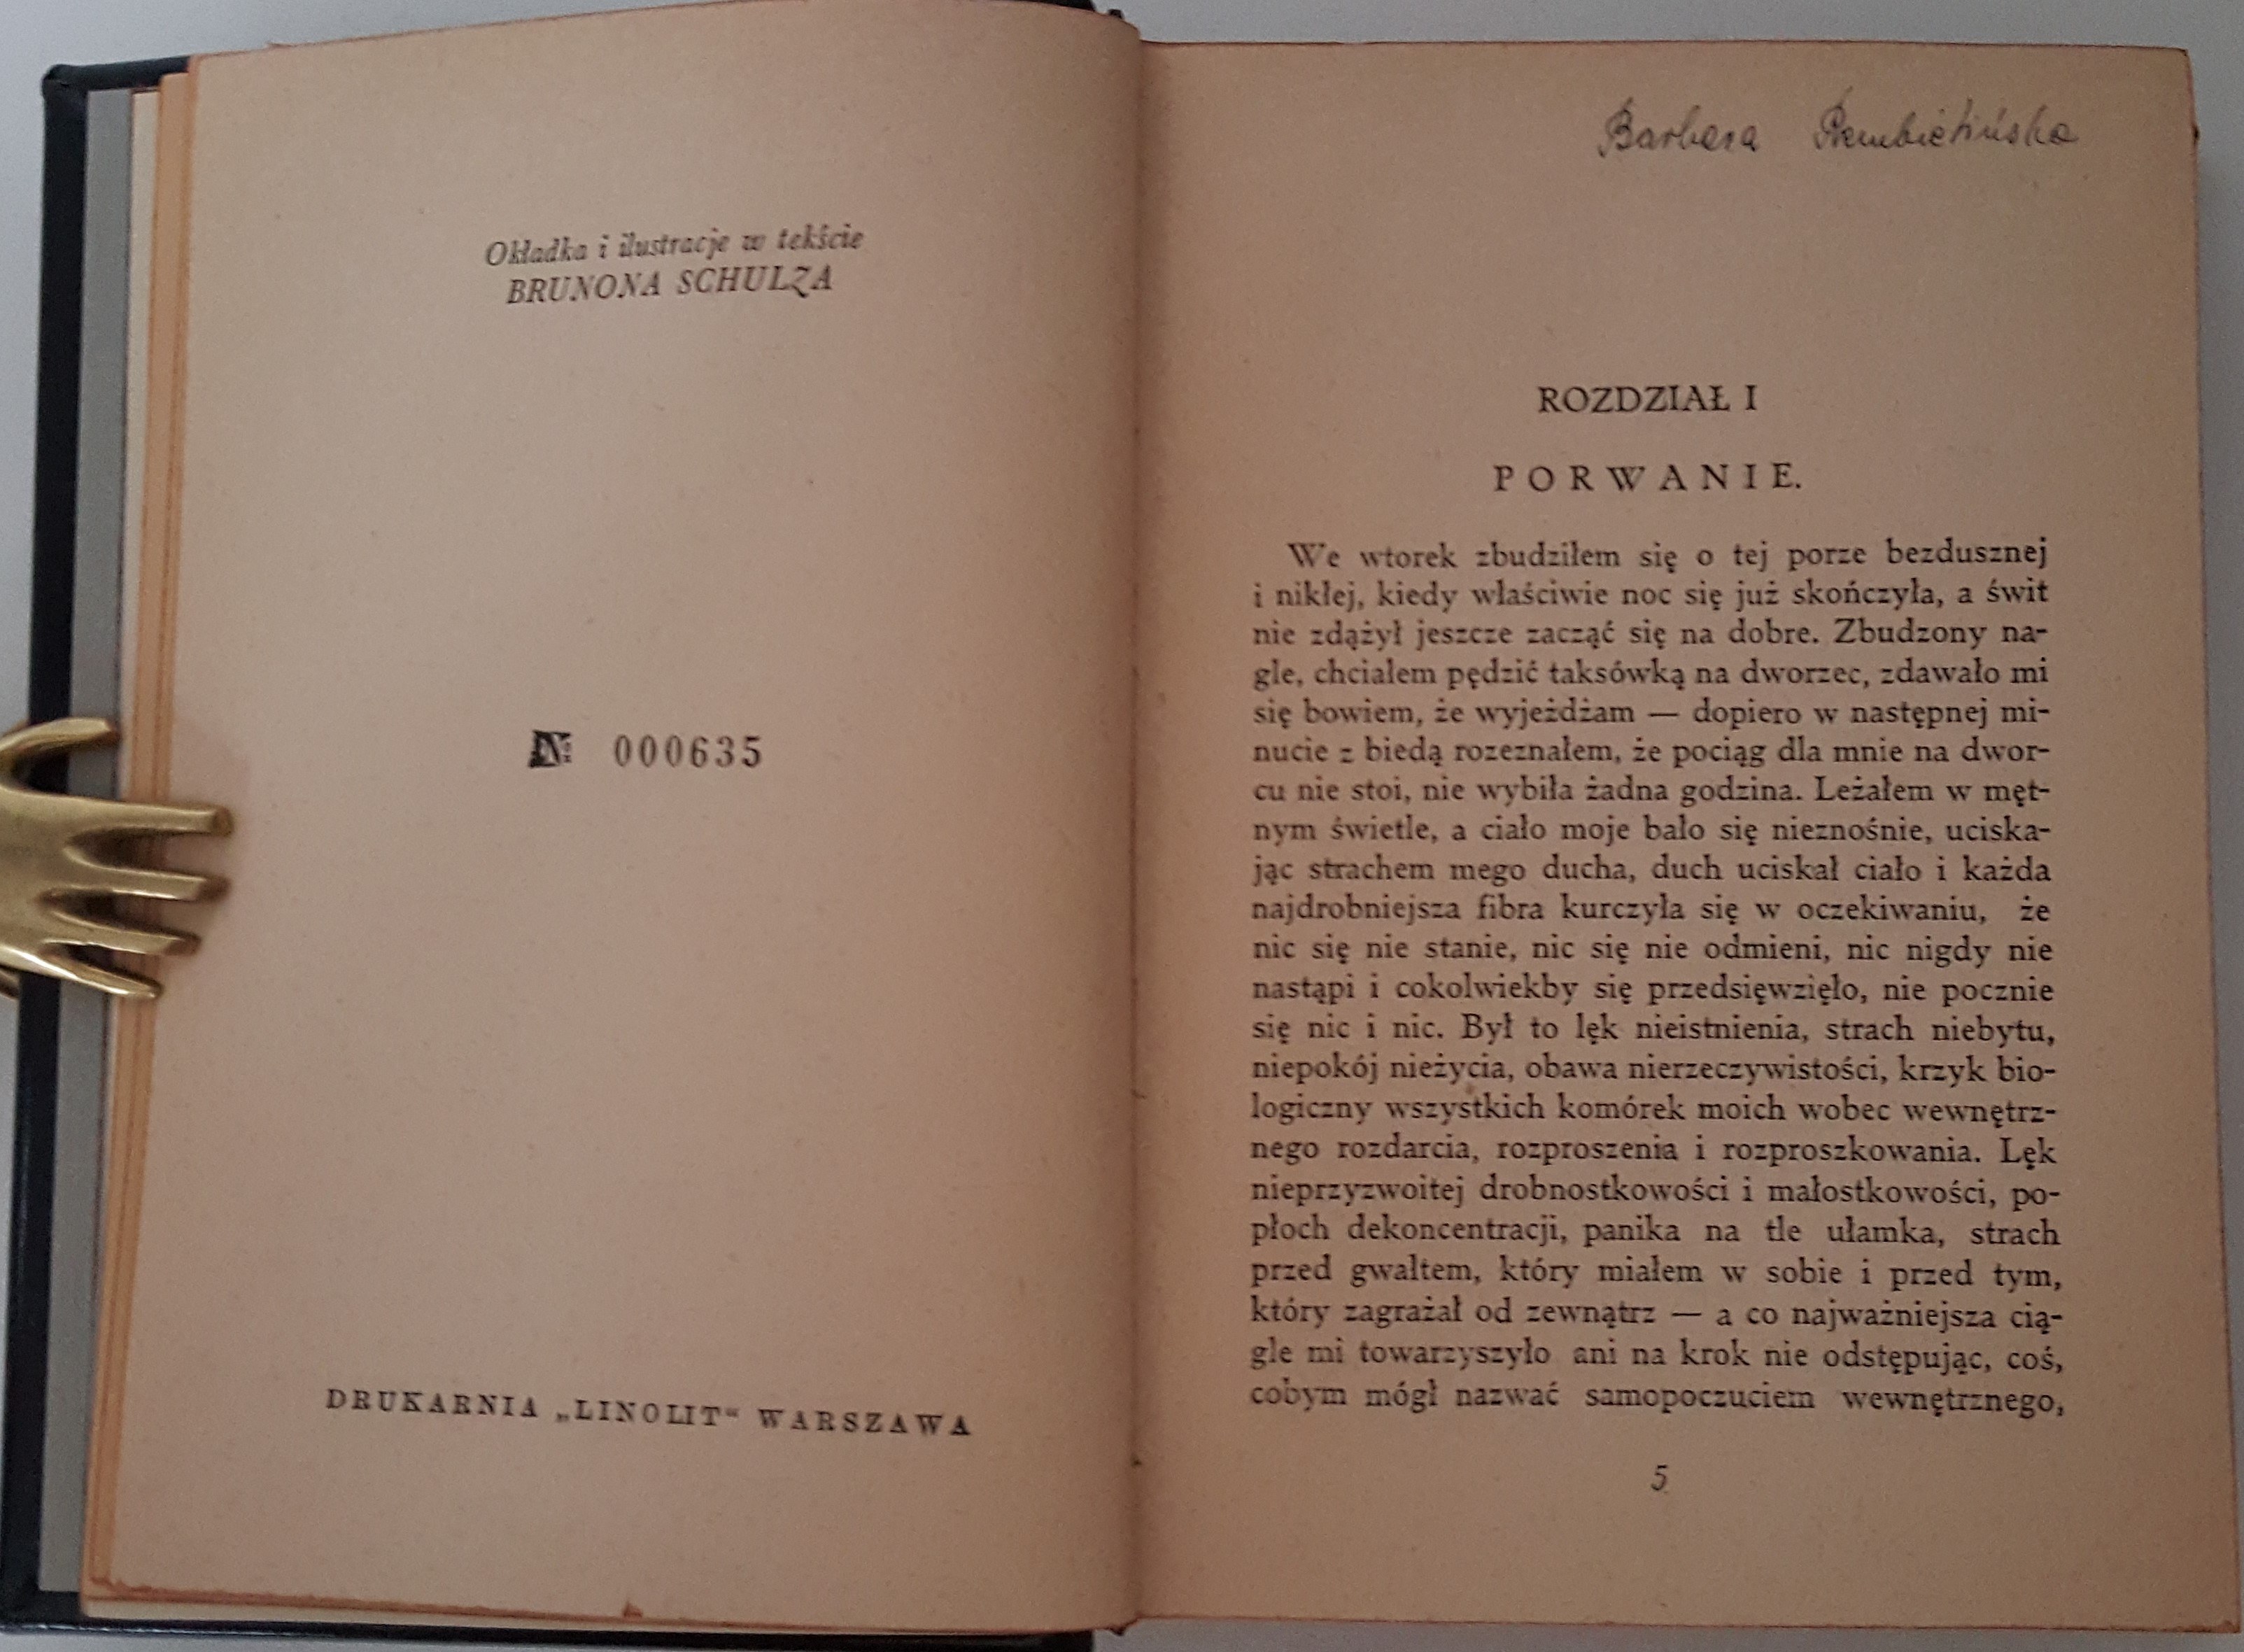 Okładka i ilustracje w tekście
BRUNONA SCHULZA
№ 000635
DRUKARNIA „LINOLIT“ WARSZAWA
Barbara
ROZDZIAŁ I
PORWANIE.
We wtorek zbudziłem się o tej porze bezdusznej
i nikłej, kiedy właściwie noc się już skończyła, a świt
nie zdążył jeszcze zacząć się na dobre. Zbudzony na-
gle, chciałem pędzić taksówką na dworzec, zdawało mi
się bowiem, że wyjeżdżam — dopiero w następnej mi-
nucie z biedą rozeznałem, że pociąg dla mnie na dwor-
cu nie stoi, nie wybiła żadna godzina. Leżałem w męt-
nym świetle, a ciało moje bało się nieznośnie, uciska-
jąc strachem mego ducha, duch uciskał ciało i każda
najdrobniejsza fibra kurczyła się w oczekiwaniu, że
nic się nie stanie, nic się nie odmieni, nic nigdy nie
nastąpi i cokolwiekby się przedsięwzięło, nie pocznie
się nic i nic. Był to lęk nieistnienia, strach niebytu,
niepokój nieżycia, obawa nierzeczywistości, krzyk bio-
logiczny wszystkich komórek moich wobec wewnętrz-
nego rozdarcia, rozproszenia i rozproszkowania. Lęk
nieprzyzwoitej drobnostkowości i małostkowości, po-
płoch dekoncentracji, panika na tle ułamka, strach
przed gwałtem, który miałem w sobie i przed tym,
który zagrażał od zewnątrz — a co najważniejsza cią-
gle mi towarzyszyło ani na krok nie odstępując, coś,
cobym mógł nazwać samopoczuciem wewnętrznego,
5